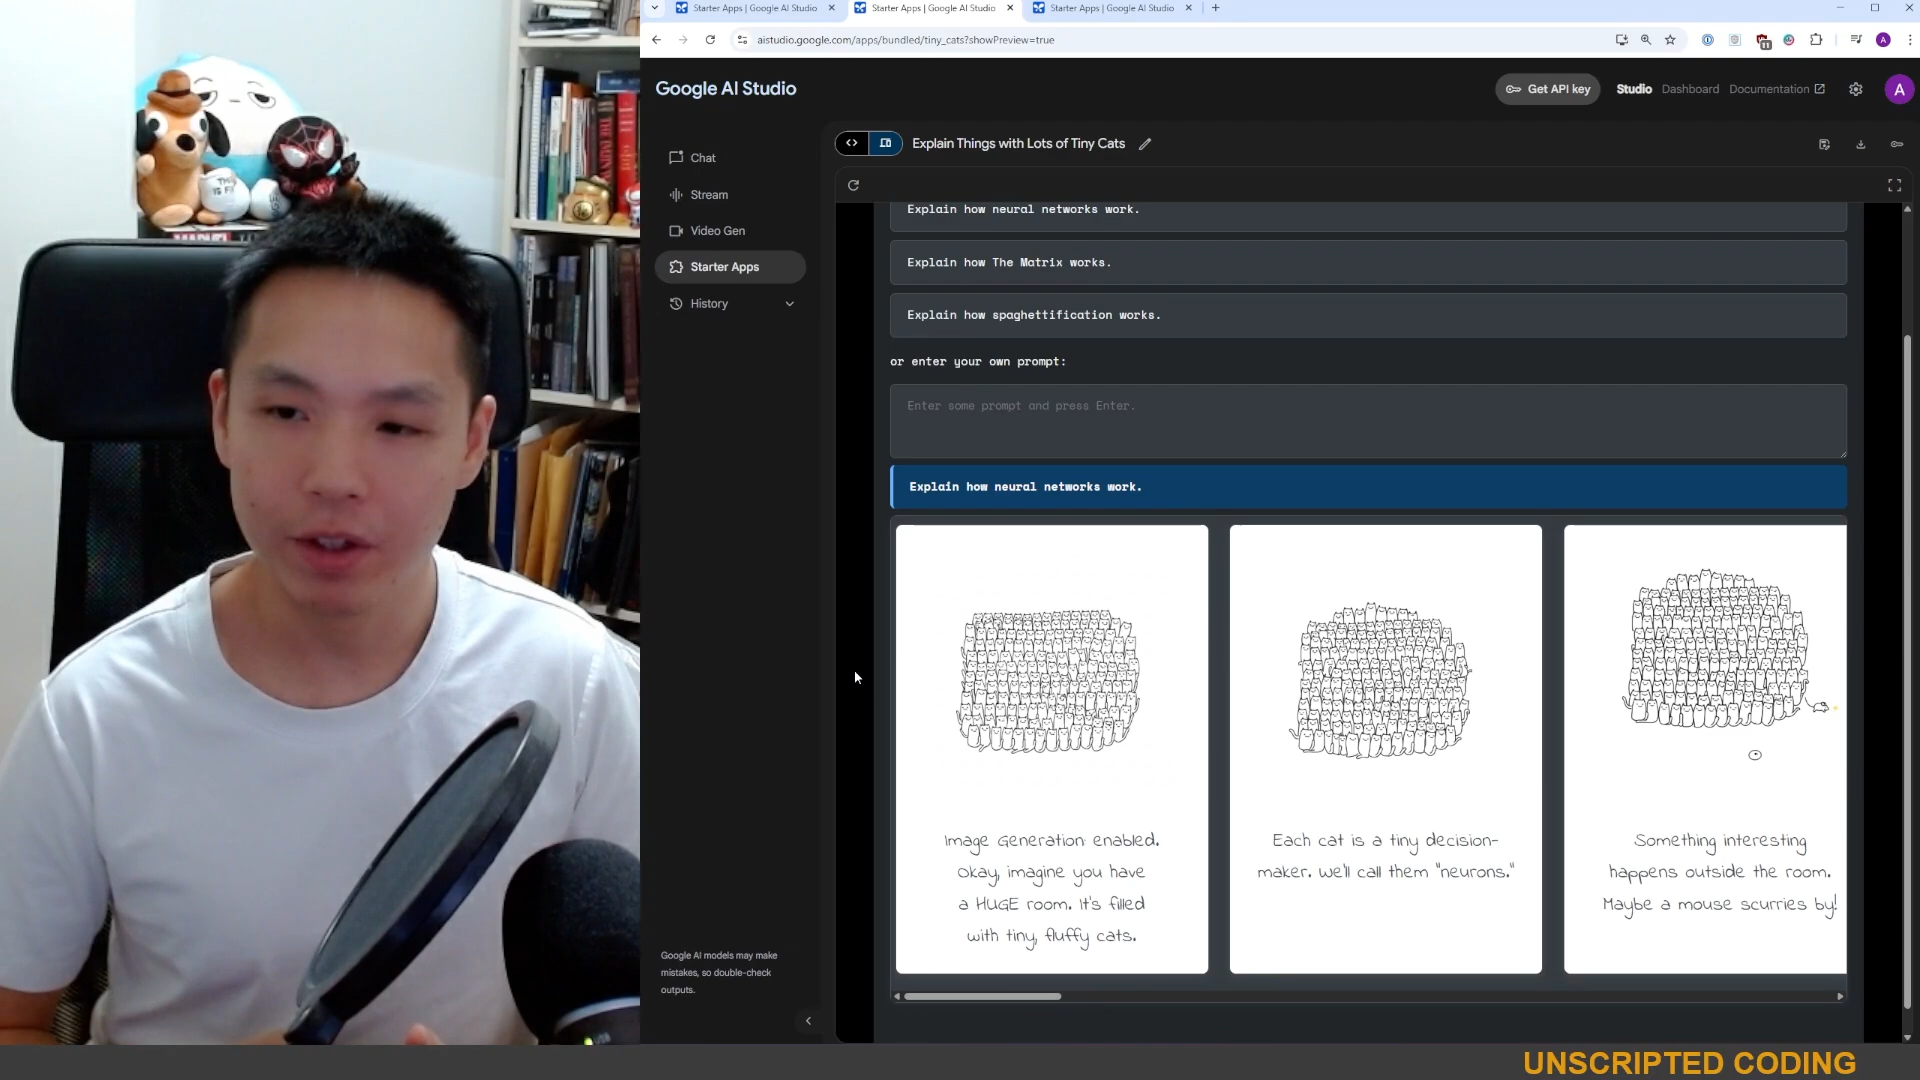 Starter Apps | Google AI Studio
Starter Apps | Google AI Studio
Starter Apps | Google AI Studio
aistudio.google.com/apps/bundled/tiny_cats?showPreview=true
11
A
Google AI Studio
Get API key
Studio
Dashboard
Documentation
A
Chat
Stream
Video Gen
Starter Apps
History
Explain Things with Lots of Tiny Cats
Explain how neural networks work.
Explain how The Matrix works.
Explain how spaghettification works.
or enter your own prompt:
Enter some prompt and press Enter.
Explain how neural networks work.
Image Generation enabled.
Okay, imagine you have
a HUGE room. It's filled
with tiny, fluffy cats.
Each cat is a tiny decision-
maker. We'll call them "neurons."
Something interesting
happens outside the room.
Maybe a mouse scurries by!
Google AI models may make
mistakes, so double-check
outputs.
UNSCRIPTED CODING